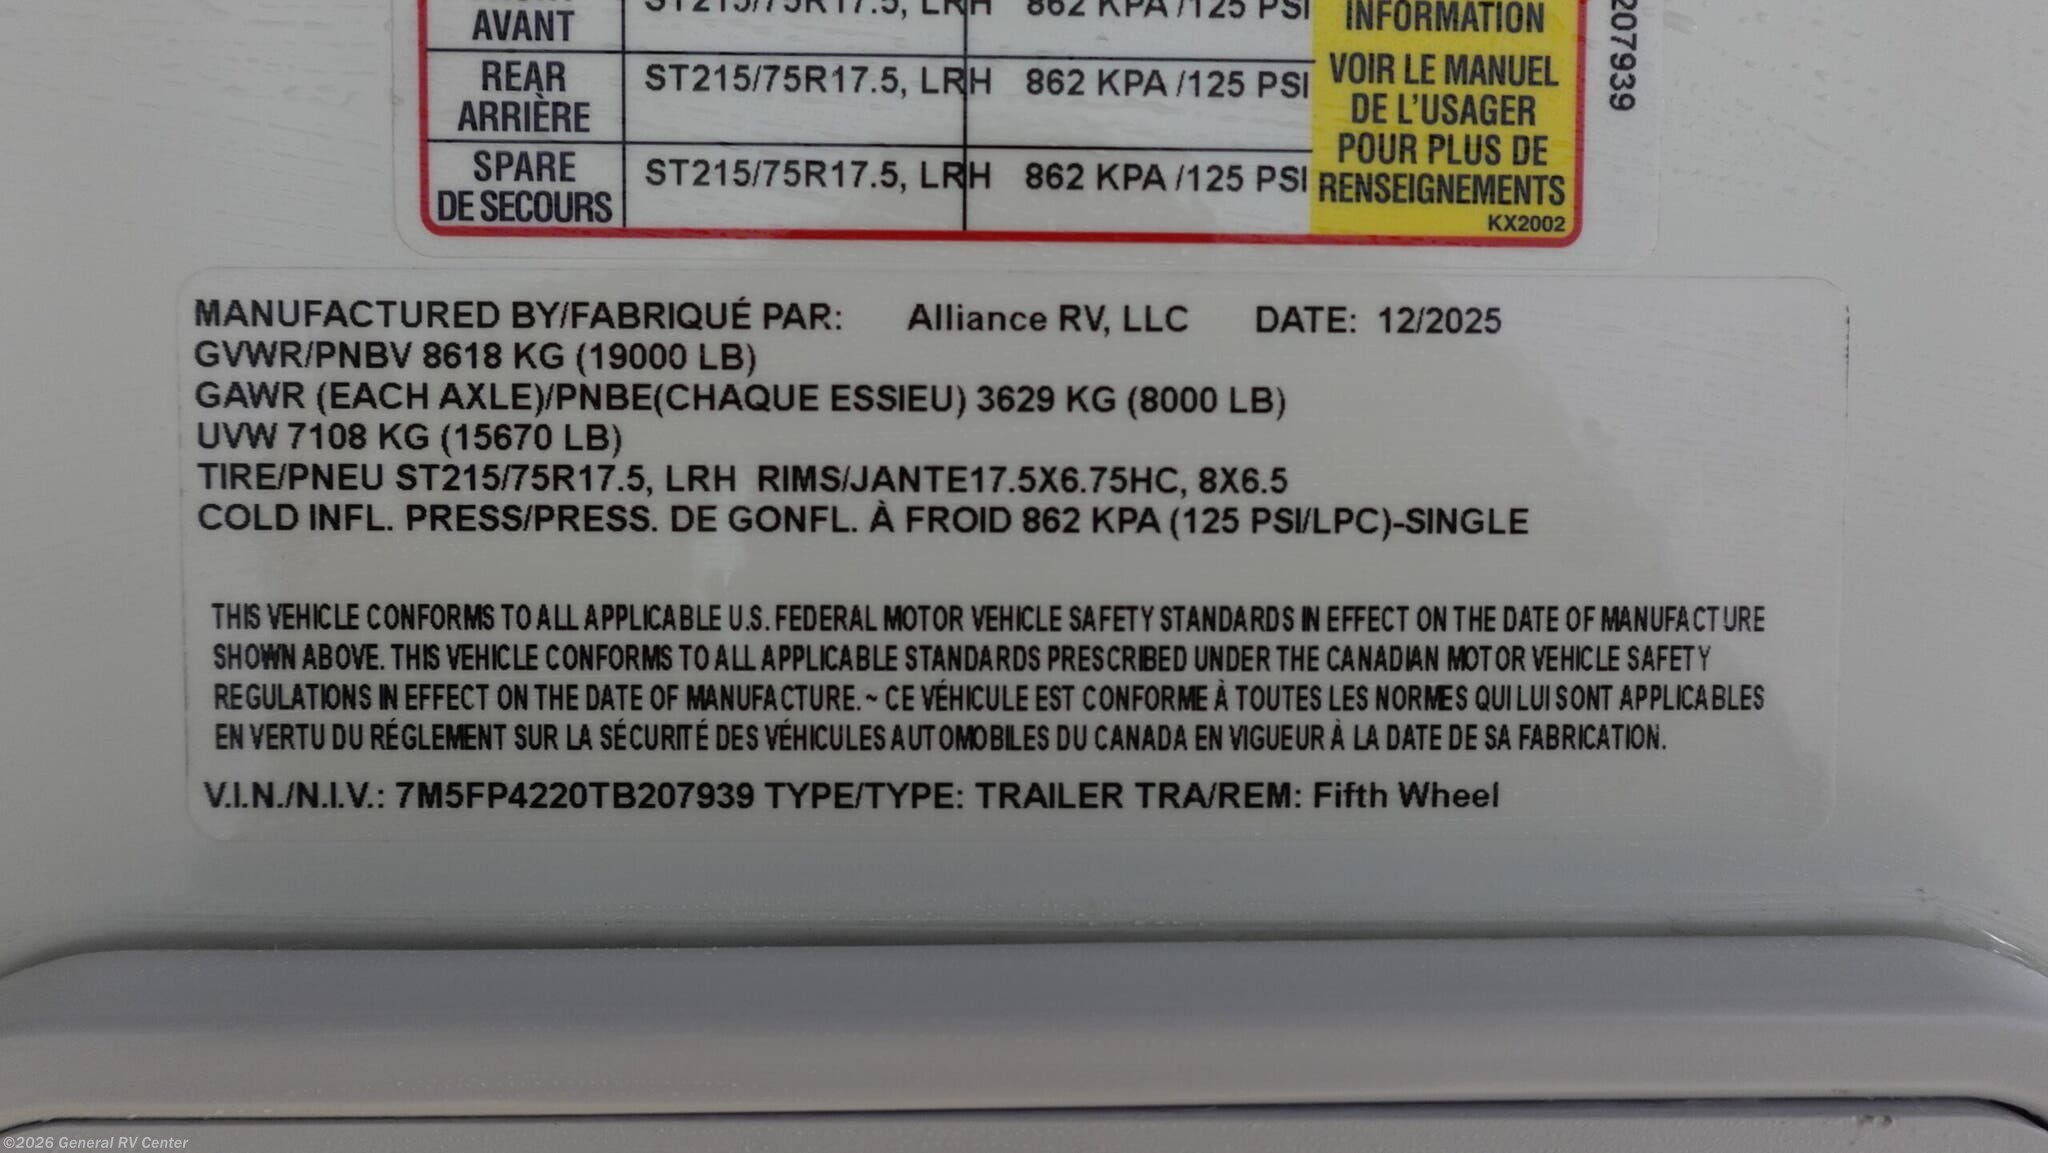 AVANT
ST215/75R17.5, LRH 862 KPA /125 PSI
INFORMATION
REAR
ARRIÈRE
ST215/75R17.5, LRH 862 KPA /125 PSI
SPARE
DE SECOURS
ST215/75R17.5, LRH 862 KPA /125 PSI
VOIR LE MANUEL
DE L'USAGER
POUR PLUS DE
RENSEIGNEMENTS
KX2002
207939
MANUFACTURED BY/FABRIQUÉ PAR: Alliance RV, LLC DATE: 12/2025
GVWR/PNBV 8618 KG (19000 LB)
GAWR (EACH AXLE)/PNBE(CHAQUE ESSIEU) 3629 KG (8000 LB)
UVW 7108 KG (15670 LB)
TIRE/PNEU ST215/75R17.5, LRH RIMS/JANTE17.5X6.75HC, 8X6.5
COLD INFL. PRESS/PRESS. DE GONFL. À FROID 862 KPA (125 PSI/LPC)-SINGLE
THIS VEHICLE CONFORMS TO ALL APPLICABLE U.S. FEDERAL MOTOR VEHICLE SAFETY STANDARDS IN EFFECT ON THE DATE OF MANUFACTURE
SHOWN ABOVE. THIS VEHICLE CONFORMS TO ALL APPLICABLE STANDARDS PRESCRIBED UNDER THE CANADIAN MOTOR VEHICLE SAFETY
REGULATIONS IN EFFECT ON THE DATE OF MANUFACTURE. ~ CE VÉHICULE EST CONFORME À TOUTES LES NORMES QUI LUI SONT APPLICABLES
EN VERTU DU RÉGLEMENT SUR LA SÉCURITÉ DES VÉHICULES AUTOMOBILES DU CANADA EN VIGUEUR À LA DATE DE SA FABRICATION.
V.I.N./N.I.V.: 7M5FP4220TB207939 TYPE/TYPE: TRAILER TRA/REM: Fifth Wheel
©2026 General RV Center